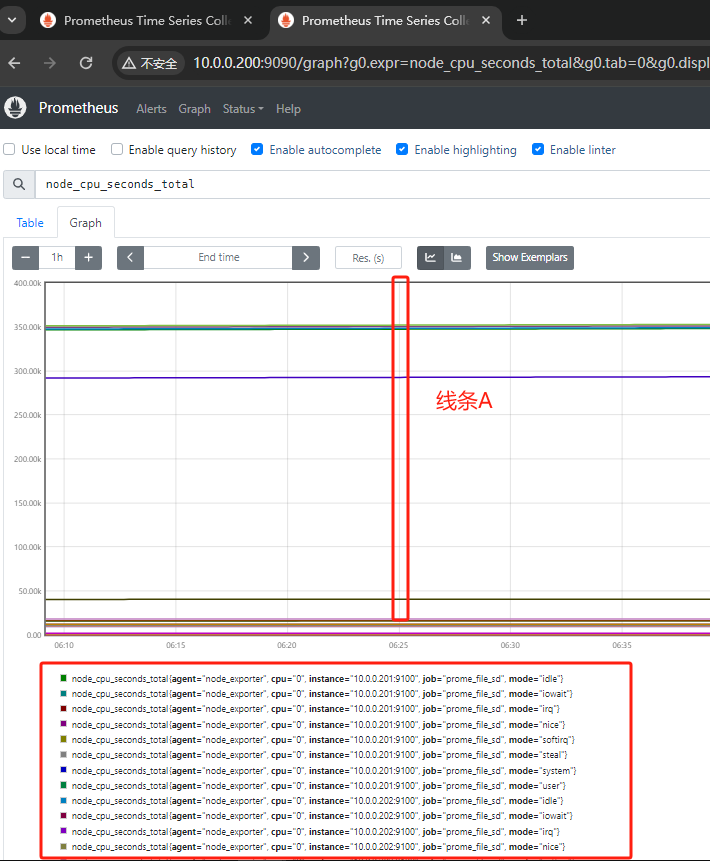 Prometheus Time Series Colle
Prometheus Time Series Colle
不安全 10.0.0.200:9090/graph?g0.expr=node_cpu_seconds_total&g0.tab=0&g0.displ
Prometheus Alerts Graph Status Help
Use local time Enable query history Enable autocomplete Enable highlighting Enable linter
node_cpu_seconds_total
Table Graph
1h End time Res. (s) Show Exemplars
400.00k
350.00k
300.00k
线条A
250.00k
200.00k
150.00k
100.00k
50.00k
0.00
06:10 06:15 06:20 06:25 06:30 06:35
node_cpu_seconds_total{agent="node_exporter", cpu="0", instance="10.0.0.201:9100", job="prome_file_sd", mode="idle"}
node_cpu_seconds_total{agent="node_exporter", cpu="0", instance="10.0.0.201:9100", job="prome_file_sd", mode="iowait"}
node_cpu_seconds_total{agent="node_exporter", cpu="0", instance="10.0.0.201:9100", job="prome_file_sd", mode="irq"}
node_cpu_seconds_total{agent="node_exporter", cpu="0", instance="10.0.0.201:9100", job="prome_file_sd", mode="nice"}
node_cpu_seconds_total{agent="node_exporter", cpu="0", instance="10.0.0.201:9100", job="prome_file_sd", mode="softirq"}
node_cpu_seconds_total{agent="node_exporter", cpu="0", instance="10.0.0.201:9100", job="prome_file_sd", mode="steal"}
node_cpu_seconds_total{agent="node_exporter", cpu="0", instance="10.0.0.201:9100", job="prome_file_sd", mode="system"}
node_cpu_seconds_total{agent="node_exporter", cpu="0", instance="10.0.0.201:9100", job="prome_file_sd", mode="user"}
node_cpu_seconds_total{agent="node_exporter", cpu="0", instance="10.0.0.202:9100", job="prome_file_sd", mode="idle"}
node_cpu_seconds_total{agent="node_exporter", cpu="0", instance="10.0.0.202:9100", job="prome_file_sd", mode="iowait"}
node_cpu_seconds_total{agent="node_exporter", cpu="0", instance="10.0.0.202:9100", job="prome_file_sd", mode="irq"}
node_cpu_seconds_total{agent="node_exporter", cpu="0", instance="10.0.0.202:9100", job="prome_file_sd", mode="nice"}